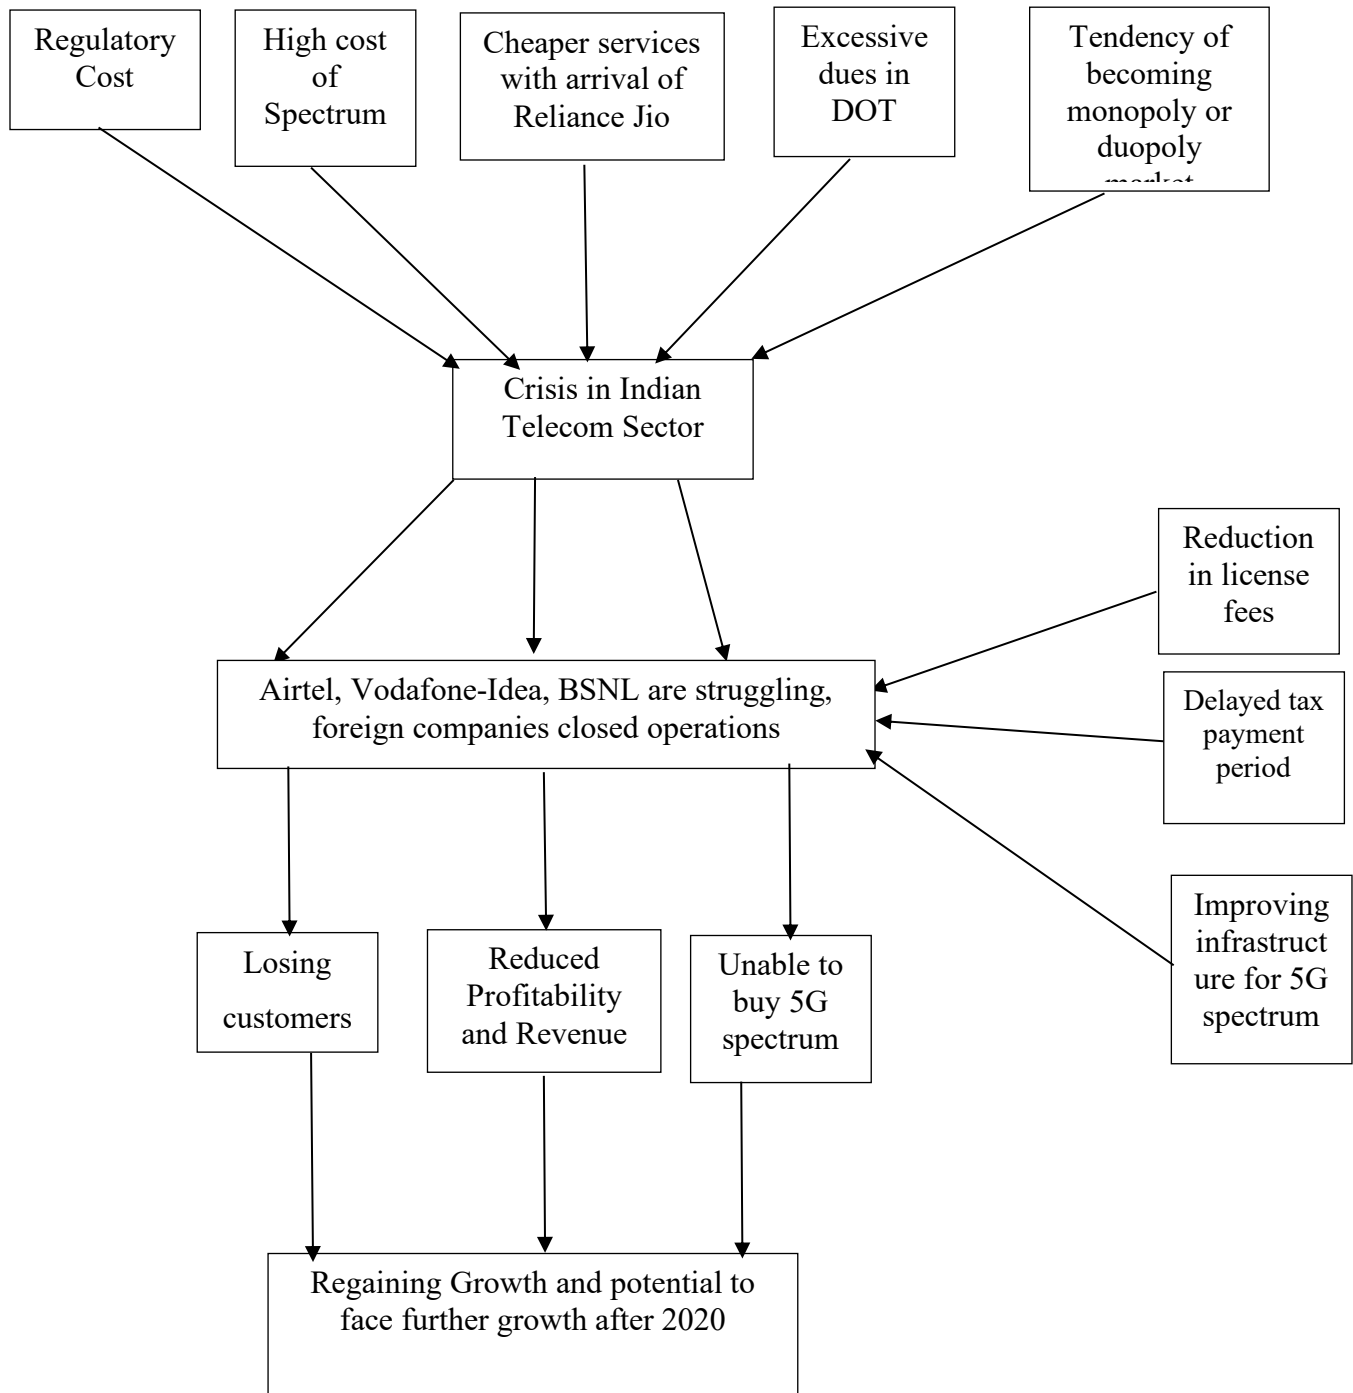 Regulatory
Cost
High cost
of
Spectrum
Cheaper services
with arrival of
Reliance Jio
Excessive
dues in
DOT
Tendency of
becoming
monopoly or
duopoly
market
Crisis in Indian
Telecom Sector
Reduction
in license
fees
Airtel, Vodafone-Idea, BSNL are struggling,
foreign companies closed operations
Delayed tax
payment
period
Improving
infrastruct
ure for 5G
spectrum
Losing
customers
Reduced
Profitability
and Revenue
Unable to
buy 5G
spectrum
Regaining Growth and potential to
face further growth after 2020